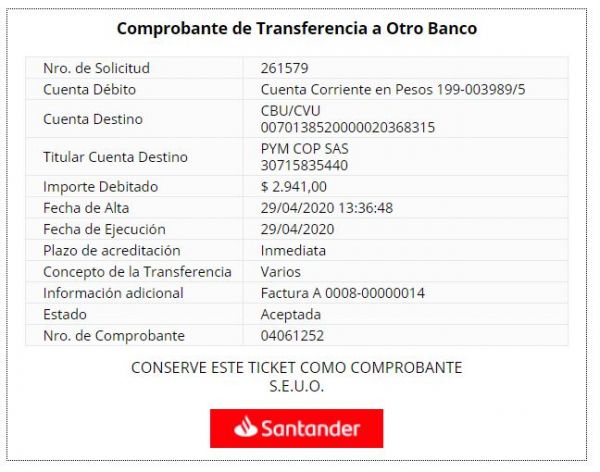 Comprobante de Transferencia a Otro Banco
Nro. de Solicitud 261579
Cuenta Débito Cuenta Corriente en Pesos 199-003989/5
Cuenta Destino CBU/CVU
0070138520000020368315
Titular Cuenta Destino PYM COP SAS
30715835440
Importe Debitado $ 2.941,00
Fecha de Alta 29/04/2020 13:36:48
Fecha de Ejecución 29/04/2020
Plazo de acreditación Inmediata
Concepto de la Transferencia Varios
Información adicional Factura A 0008-00000014
Estado Aceptada
Nro. de Comprobante 04061252
CONSERVE ESTE TICKET COMO COMPROBANTE
S.E.U.O.
Santander